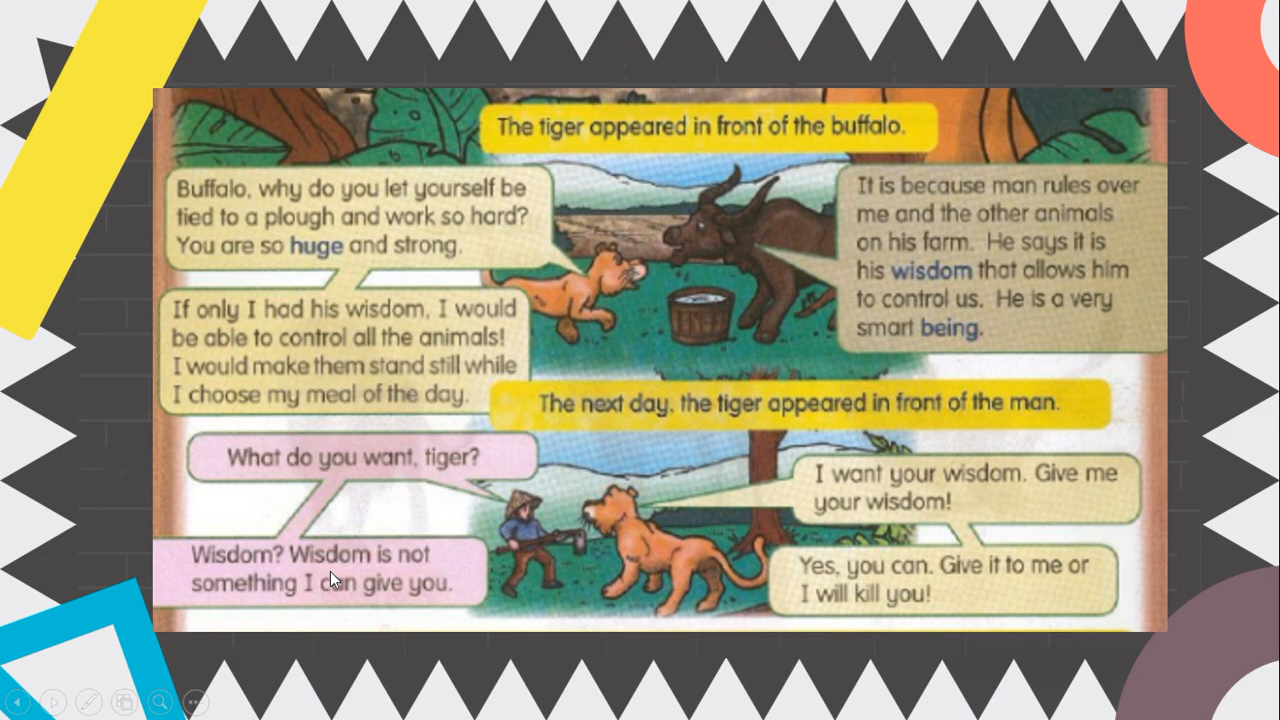 The tiger appeared in front of the buffalo.
Buffalo, why do you let yourself be
tied to a plough and work so hard?
You are so huge and strong.
It is because man rules over
me and the other animals
on his farm. He says it is
his wisdom that allows him
to control us. He is a very
smart being.
If only I had his wisdom, I would
be able to control all the animals!
I would make them stand still while
I choose my meal of the day.
The next day, the tiger appeared in front of the man.
What do you want, tiger?
I want your wisdom. Give me
your wisdom!
Wisdom? Wisdom is not
something I can give you.
Yes, you can. Give it to me or
I will kill you!